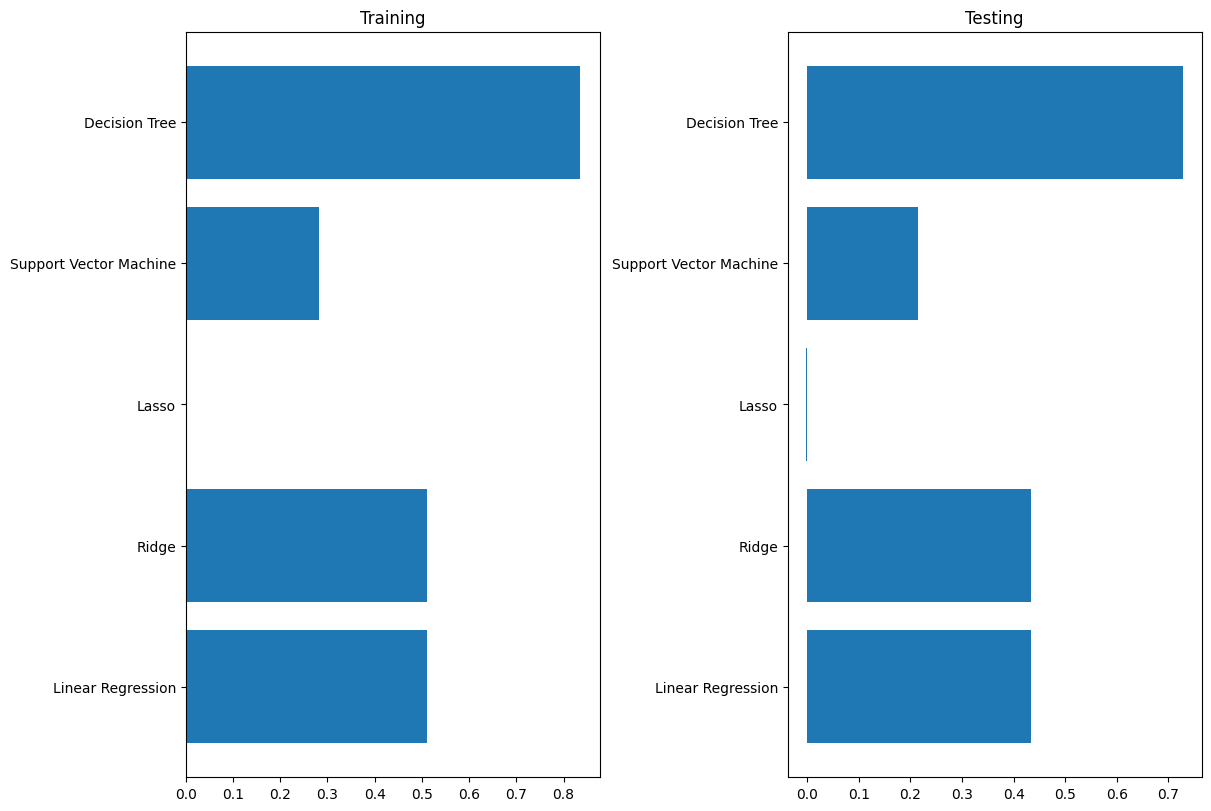 Training
Decision Tree
Support Vector Machine
Lasso
Ridge
Linear Regression
0.0 0.1 0.2 0.3 0.4 0.5 0.6 0.7 0.8
Testing
Decision Tree
Support Vector Machine
Lasso
Ridge
Linear Regression
0.0 0.1 0.2 0.3 0.4 0.5 0.6 0.7